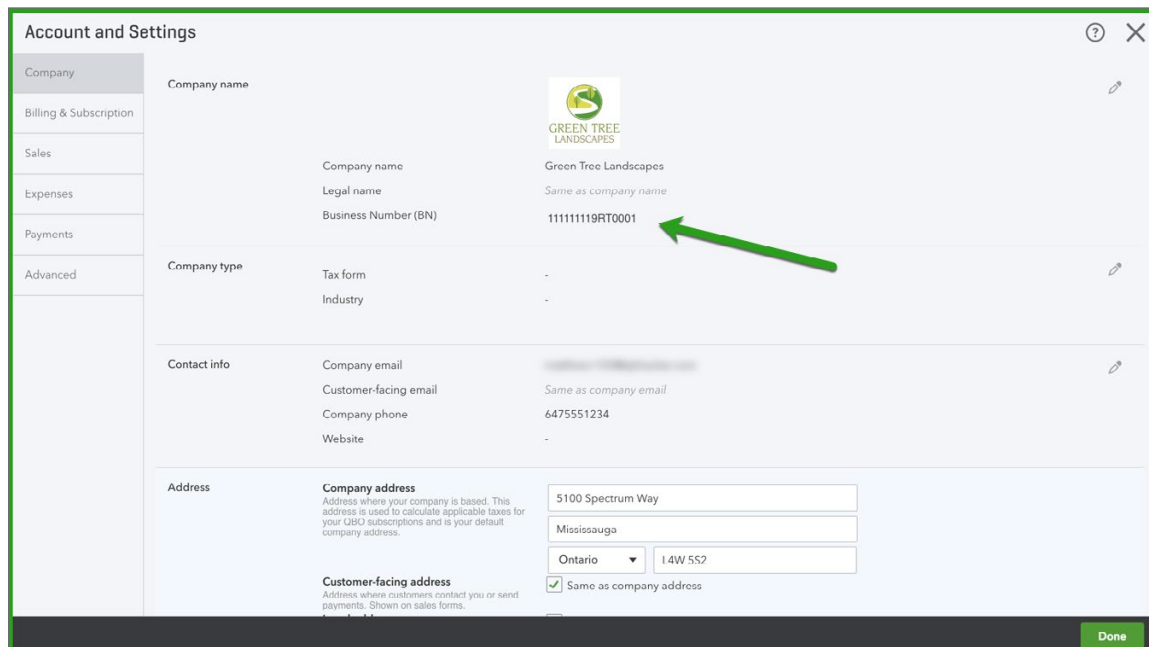 Account and Settings
Company
Billing & Subscription
Sales
Expenses
Payments
Advanced
Company name
GREEN TREE
LANDSCAPES
Company name Green Tree Landscapes
Legal name Same as company name
Business Number (BN) 111111119RT0001
Company type
Tax form -
Industry -
Contact info
Company email
Customer-facing email Same as company email
Company phone 6475551234
Website -
Address
Company address
Address where your company is based. This
address is used to calculate applicable taxes for
your QBO subscriptions and is your default
company address.
5100 Spectrum Way
Mississauga
Ontario L4W 5S2
Customer-facing address
Address where customers contact you or send
payments. Shown on sales forms.
Same as company address
Done